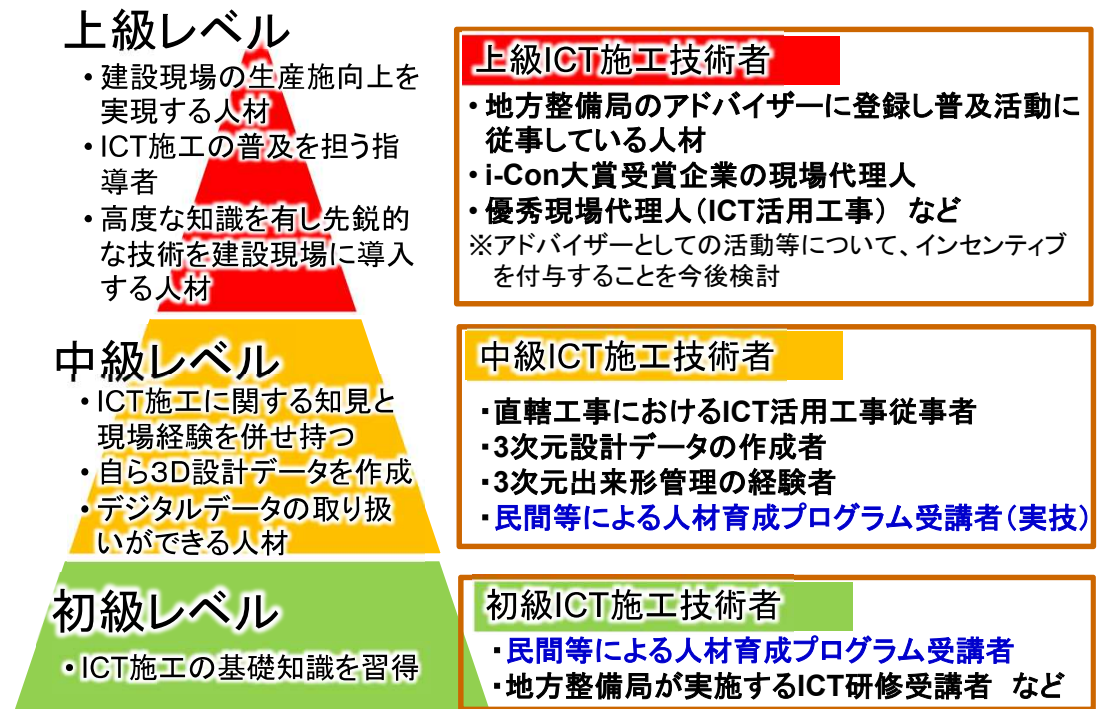 上級レベル
・建設現場の生産施向上を
実現する人材
・ICT施工の普及を担う指
導者
・高度な知識を有し先鋭的
な技術を建設現場に導入
する人材
上級ICT施工技術者
・地方整備局のアドバイザーに登録し普及活動に
従事している人材
・i-Con大賞受賞企業の現場代理人
・優秀現場代理人（ICT活用工事） など
※アドバイザーとしての活動等について、インセンティブ
を付与することを今後検討
中級レベル
・ICT施工に関する知見と
現場経験を併せ持つ
・自ら３D設計データを作成
・デジタルデータの取り扱
いができる人材
中級ICT施工技術者
・直轄工事におけるICT活用工事従事者
・3次元設計データの作成者
・3次元出来形管理の経験者
・民間等による人材育成プログラム受講者（実技）
初級レベル
・ICT施工の基礎知識を習得
初級ICT施工技術者
・民間等による人材育成プログラム受講者
・地方整備局が実施するICT研修受講者 など